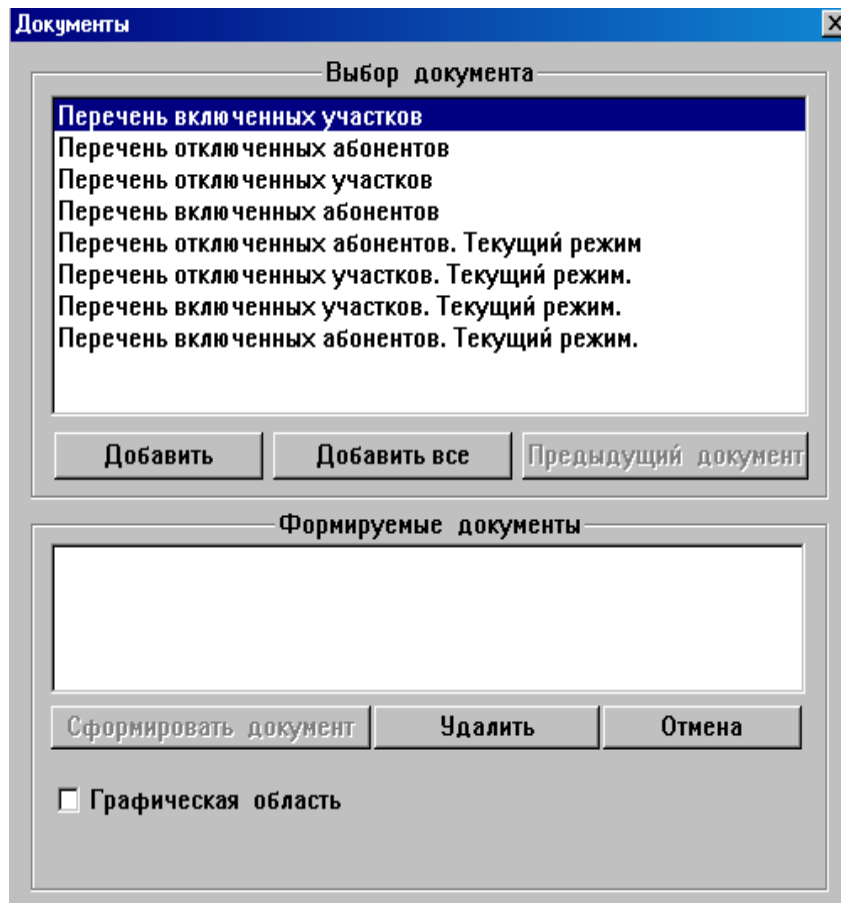 Документы
Выбор документа
Перечень включенных участков
Перечень отключенных абонентов
Перечень отключенных участков
Перечень включенных абонентов
Перечень отключенных абонентов. Текущий режим
Перечень отключенных участков. Текущий режим.
Перечень включенных участков. Текущий режим.
Перечень включенных абонентов. Текущий режим.
Добавить Добавить все Предыдущий документ
Формируемые документы
Сформировать документ Удалить Отмена
Графическая область